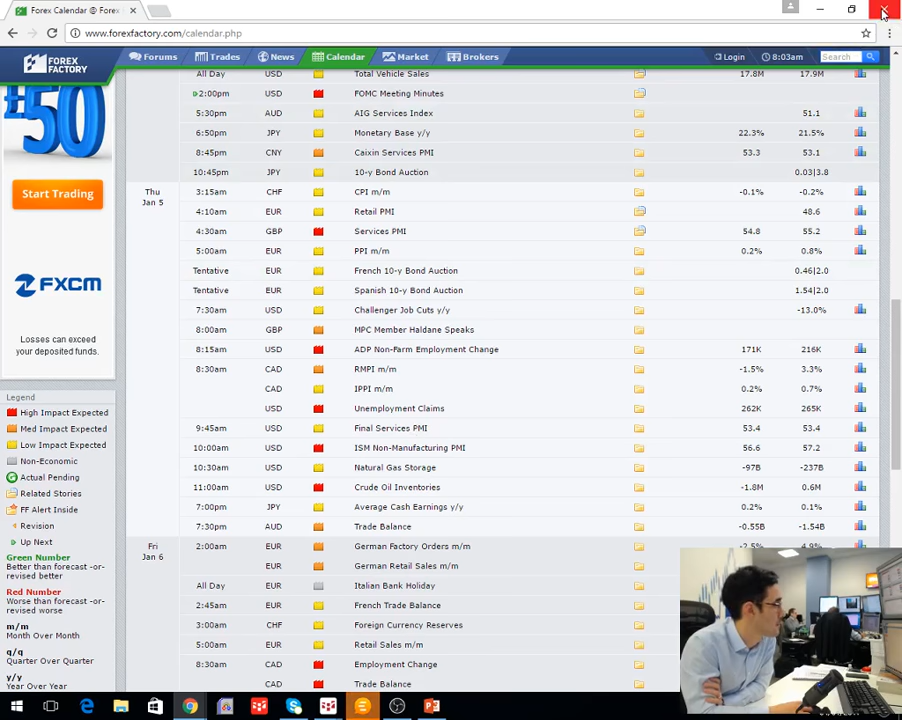 Forex Calendar @ Forex
www.forexfactory.com/calendar.php
FOREX FACTORY Forums Trades News Calendar Market Brokers Login 8:03am Search
£50
Start Trading
FXCM
Losses can exceed
your deposited funds.
Legend
High Impact Expected
Med Impact Expected
Low Impact Expected
Non-Economic
Actual Pending
Related Stories
FF Alert Inside
Revision
Up Next
Green Number
Better than forecast -or-
revised better
Red Number
Worse than forecast -or-
revised worse
m/m
Month Over Month
q/q
Quarter Over Quarter
y/y
Year Over Year
All Day USD Total Vehicle Sales 17.8M 17.9M
2:00pm USD FOMC Meeting Minutes
5:30pm AUD AIG Services Index 51.1
6:50pm JPY Monetary Base y/y 22.3% 21.5%
8:45pm CNY Caixin Services PMI 53.3 53.1
10:45pm JPY 10-y Bond Auction 0.03|3.8
Thu
Jan 5
3:15am CHF CPI m/m -0.1% -0.2%
4:10am EUR Retail PMI 48.6
4:30am GBP Services PMI 54.8 55.2
5:00am EUR PPI m/m 0.2% 0.8%
Tentative EUR French 10-y Bond Auction 0.46|2.0
Tentative EUR Spanish 10-y Bond Auction 1.54|2.0
7:30am USD Challenger Job Cuts y/y -13.0%
8:00am GBP MPC Member Haldane Speaks
8:15am USD ADP Non-Farm Employment Change 171K 216K
8:30am CAD RMPI m/m -1.5% 3.3%
CAD IPPI m/m 0.2% 0.7%
USD Unemployment Claims 262K 265K
9:45am USD Final Services PMI 53.4 53.4
10:00am USD ISM Non-Manufacturing PMI 56.6 57.2
10:30am USD Natural Gas Storage -97B -237B
11:00am USD Crude Oil Inventories -1.8M 0.6M
7:00pm JPY Average Cash Earnings y/y 0.2% 0.1%
7:30pm AUD Trade Balance -0.55B -1.54B
Fri
Jan 6
2:00am EUR German Factory Orders m/m -2.5% 4.9%
EUR German Retail Sales m/m
All Day EUR Italian Bank Holiday
2:45am EUR French Trade Balance
3:00am CHF Foreign Currency Reserves
5:00am EUR Retail Sales m/m
8:30am CAD Employment Change
CAD Trade Balance